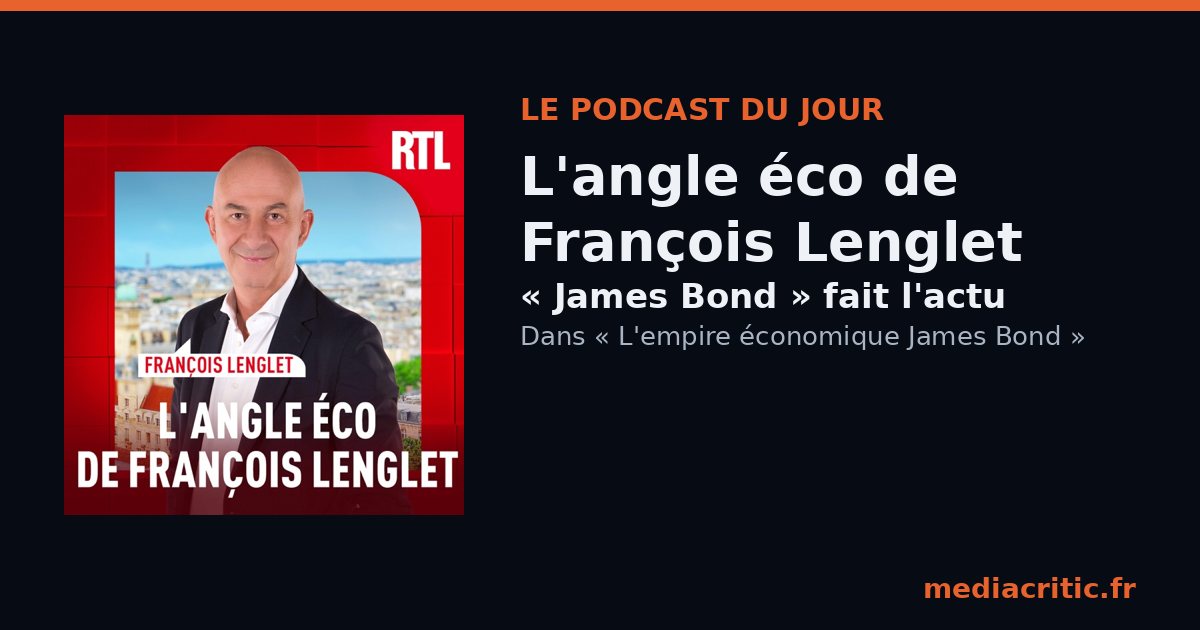 LE PODCAST DU JOUR
L'angle éco de
François Lenglet
« James Bond » fait l'actu
Dans « L'empire économique James Bond »
RTL
FRANÇOIS LENGLET
L'ANGLE ÉCO
DE FRANÇOIS LENGLET
mediacritic.fr